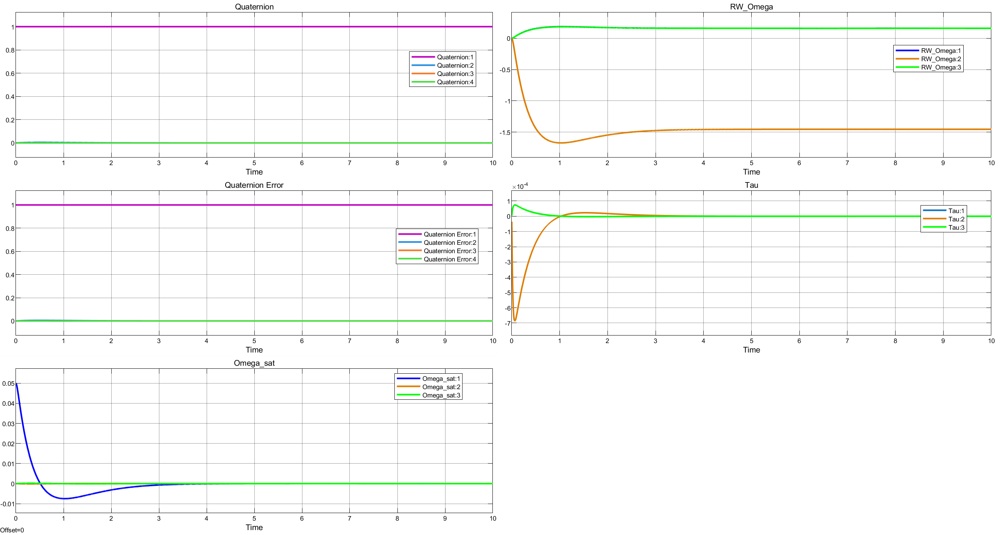 Quaternion
1
0.8
0.6
0.4
0.2
0
Quaternion:1
Quaternion:2
Quaternion:3
Quaternion:4
0 1 2 3 4 5 6 7 8 9 10
Time
RW_Omega
0
-0.5
-1
-1.5
RW_Omega:1
RW_Omega:2
RW_Omega:3
0 1 2 3 4 5 6 7 8 9 10
Time
Quaternion Error
1
0.8
0.6
0.4
0.2
0
Quaternion Error:1
Quaternion Error:2
Quaternion Error:3
Quaternion Error:4
0 1 2 3 4 5 6 7 8 9 10
Time
×10-4
Tau
1
0
-1
-2
-3
-4
-5
-6
-7
Tau:1
Tau:2
Tau:3
0 1 2 3 4 5 6 7 8 9 10
Time
Omega_sat
0.05
0.04
0.03
0.02
0.01
0
-0.01
Omega_sat:1
Omega_sat:2
Omega_sat:3
0 1 2 3 4 5 6 7 8 9 10
Time
Offset=0